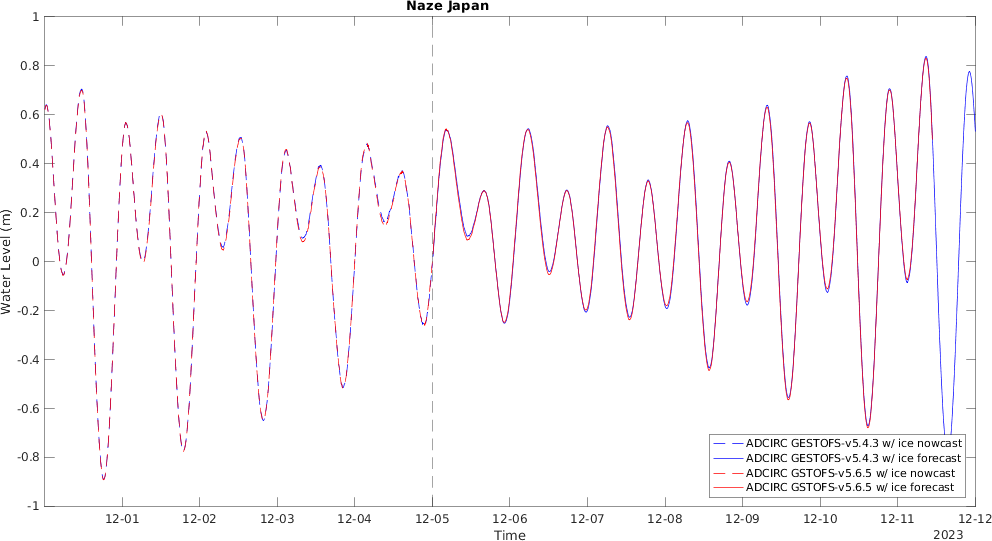 Naze Japan
Water Level (m)
1
0.8
0.6
0.4
0.2
0
-0.2
-0.4
-0.6
-0.8
-1
ADCIRC GESTOFS-v5.4.3 w/ ice nowcast
ADCIRC GESTOFS-v5.4.3 w/ ice forecast
ADCIRC GSTOFS-v5.6.5 w/ ice nowcast
ADCIRC GSTOFS-v5.6.5 w/ ice forecast
12-01 12-02 12-03 12-04 12-05 12-06 12-07 12-08 12-09 12-10 12-11 12-12
Time
2023